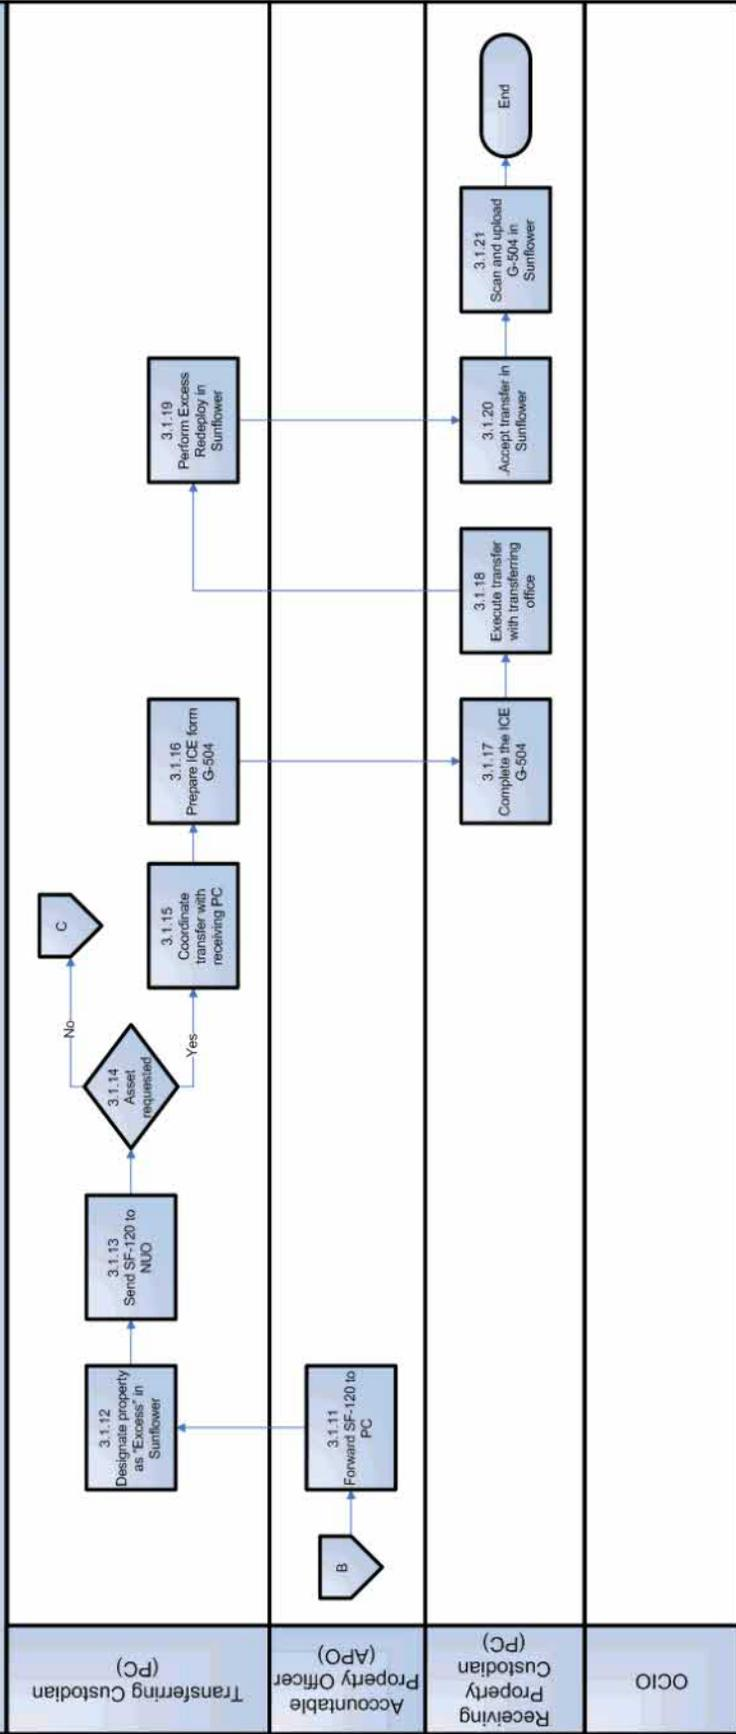 Transferring Custodian
(PC)
Accountable
Property Officer
(APO)
Receiving
Property
Custodian
(PC)
OCIO
B
3.1.11
Forward SF-120 to
PC
3.1.12
Designate property
as "Excess" in
Sunflower
3.1.13
Send SF-120 to
NUO
3.1.14
Asset
requested
No
C
Yes
3.1.15
Coordinate
transfer with
receiving PC
3.1.16
Prepare ICE form
G-504
3.1.17
Complete the ICE
G-504
3.1.18
Execute transfer
with transferring
office
3.1.19
Perform Excess
Redeploy in
Sunflower
3.1.20
.Accept transfer in
Sunflower
3.1.21
Scan and upload
G-504 in
Sunflower
End